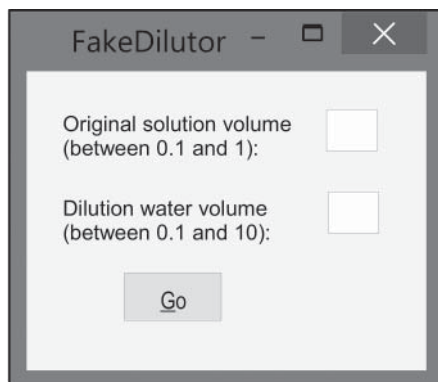 FakeDilutor
Original solution volume
(between 0.1 and 1):
Dilution water volume
(between 0.1 and 10):
Go